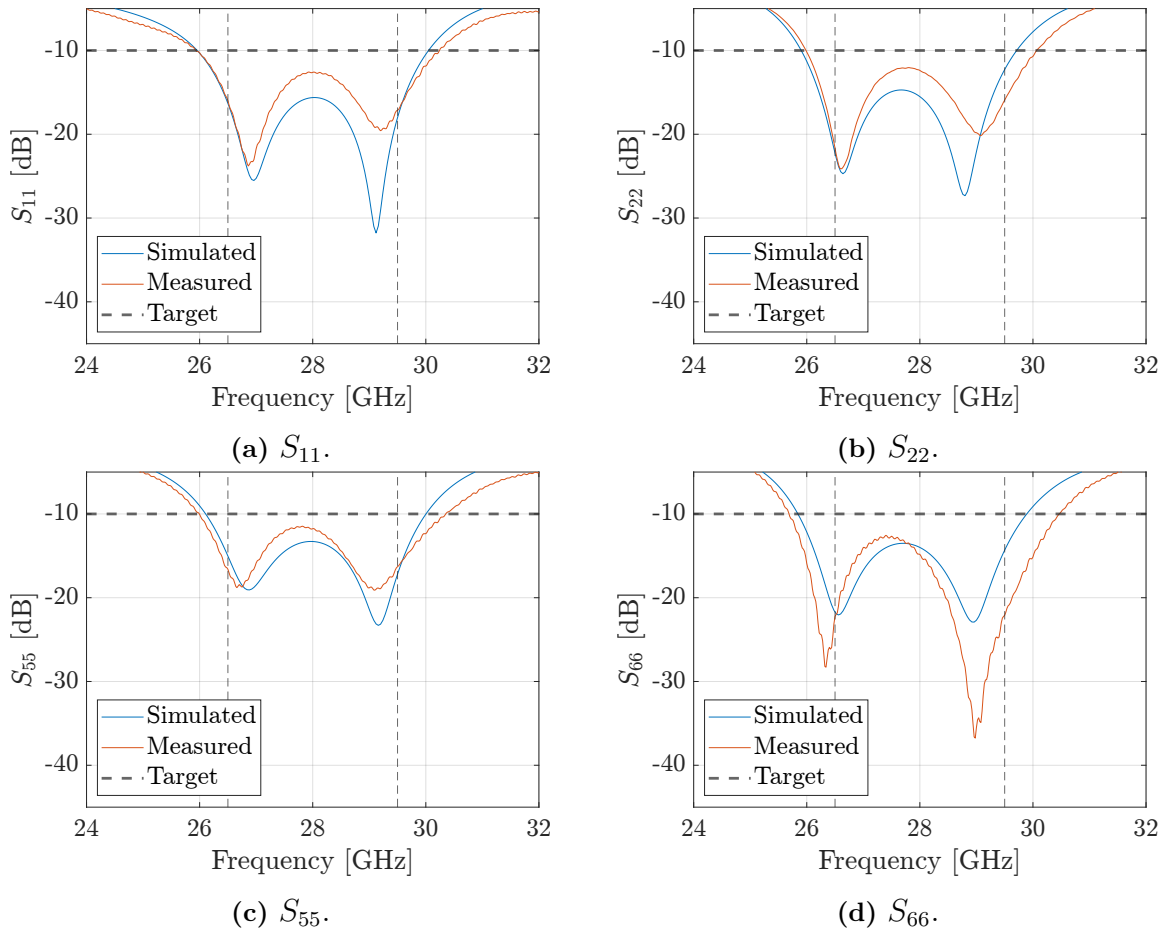 -10
-20
-30
-40
S11 [dB]
Simulated
Measured
Target
24 26 28 30 32
Frequency [GHz]
(a) S11.
-10
-20
-30
-40
S22 [dB]
Simulated
Measured
Target
24 26 28 30 32
Frequency [GHz]
(b) S22.
-10
-20
-30
-40
S55 [dB]
Simulated
Measured
Target
24 26 28 30 32
Frequency [GHz]
(c) S55.
-10
-20
-30
-40
S66 [dB]
Simulated
Measured
Target
24 26 28 30 32
Frequency [GHz]
(d) S66.